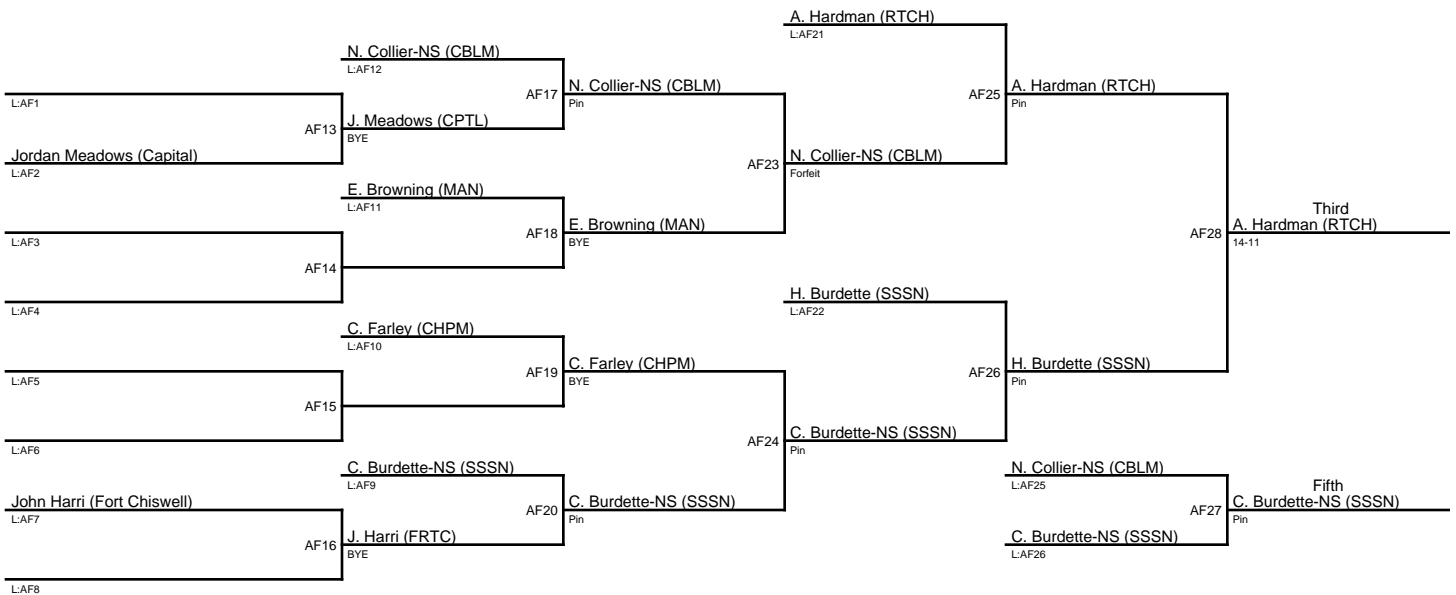 A. Hardman (RTCH)
L:AF21
N. Collier-NS (CBLM)
L:AF12
AF17
N. Collier-NS (CBLM)
Pin
AF25
A. Hardman (RTCH)
Pin
L:AF1
AF13
J. Meadows (CPTL)
BYE
Jordan Meadows (Capital)
L:AF2
AF23
N. Collier-NS (CBLM)
Forfeit
E. Browning (MAN)
L:AF11
AF18
E. Browning (MAN)
BYE
L:AF3
AF14
L:AF4
AF28
Third
A. Hardman (RTCH)
14-11
H. Burdette (SSSN)
L:AF22
C. Farley (CHPM)
L:AF10
AF19
C. Farley (CHPM)
BYE
AF26
H. Burdette (SSSN)
Pin
L:AF5
AF15
L:AF6
AF24
C. Burdette-NS (SSSN)
Pin
C. Burdette-NS (SSSN)
L:AF9
AF20
C. Burdette-NS (SSSN)
Pin
John Harri (Fort Chiswell)
L:AF7
AF16
J. Harri (FRTC)
BYE
L:AF8
N. Collier-NS (CBLM)
L:AF25
AF27
Fifth
C. Burdette-NS (SSSN)
Pin
C. Burdette-NS (SSSN)
L:AF26